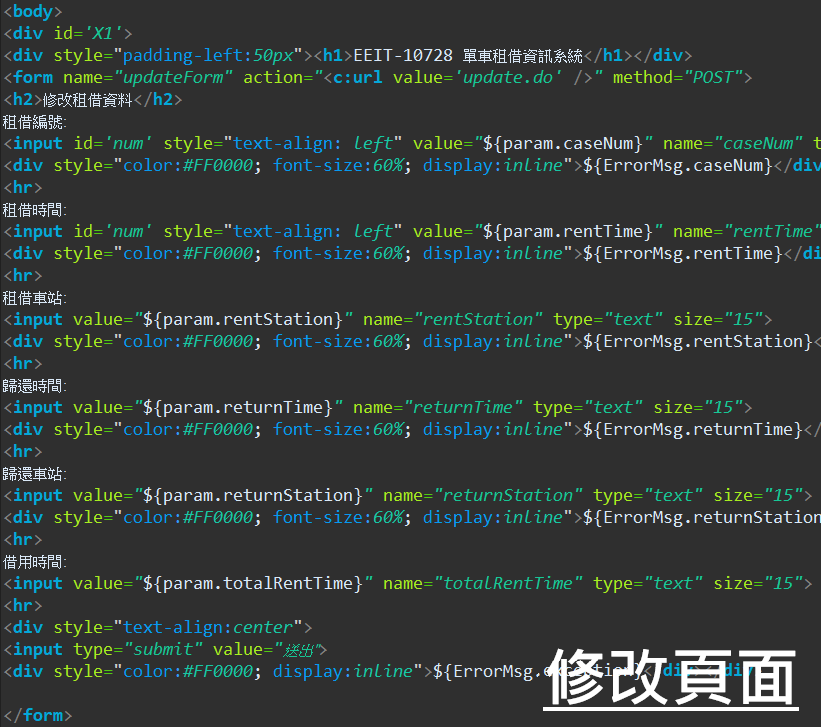 <body>
<div id='X1'>
<div style="padding-left:50px"><h1>EEIT-10728 單車租借資訊系統</h1></div>
<form name="updateForm" action="<c:url value='update.do' />" method="POST">
<h2>修改租借資料</h2>
租借編號:
<input id='num' style="text-align: left" value="${param.caseNum}" name="caseNum" t
<div style="color:#FF0000; font-size:60%; display:inline">${ErrorMsg.caseNum}</div
<hr>
租借時間:
<input id='num' style="text-align: left" value="${param.rentTime}" name="rentTime"
<div style="color:#FF0000; font-size:60%; display:inline">${ErrorMsg.rentTime}</di
<hr>
租借車站:
<input value="${param.rentStation}" name="rentStation" type="text" size="15">
<div style="color:#FF0000; font-size:60%; display:inline">${ErrorMsg.rentStation}<
<hr>
歸還時間:
<input value="${param.returnTime}" name="returnTime" type="text" size="15">
<div style="color:#FF0000; font-size:60%; display:inline">${ErrorMsg.returnTime}</
<hr>
歸還車站:
<input value="${param.returnStation}" name="returnStation" type="text" size="15">
<div style="color:#FF0000; font-size:60%; display:inline">${ErrorMsg.returnStation
<hr>
借用時間:
<input value="${param.totalRentTime}" name="totalRentTime" type="text" size="15">
<hr>
<div style="text-align:center">
<input type="submit" value="送出">
<div style="color:#FF0000; display:inline">${ErrorMsg.exception}</div></div>
修改頁面
</form>